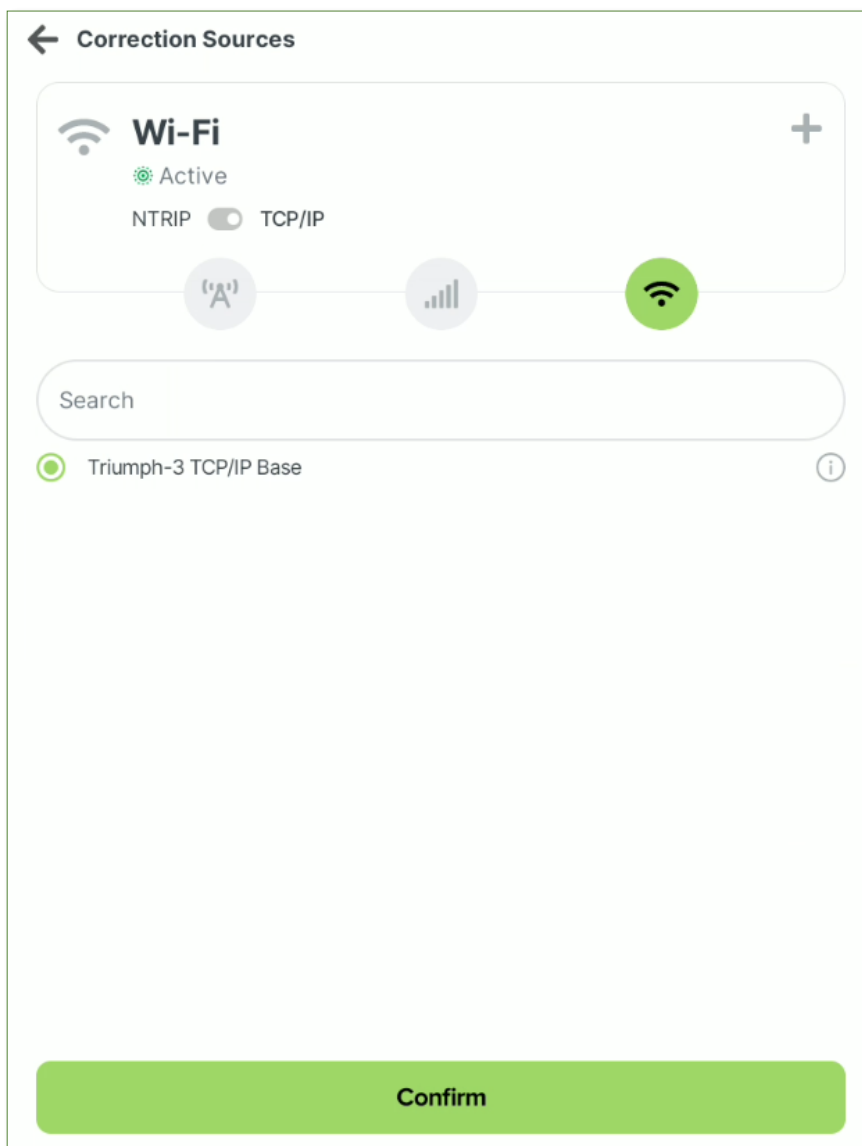 Correction Sources
Wi-Fi
Active
NTRIP TCP/IP
Search
Triumph-3 TCP/IP Base
Confirm